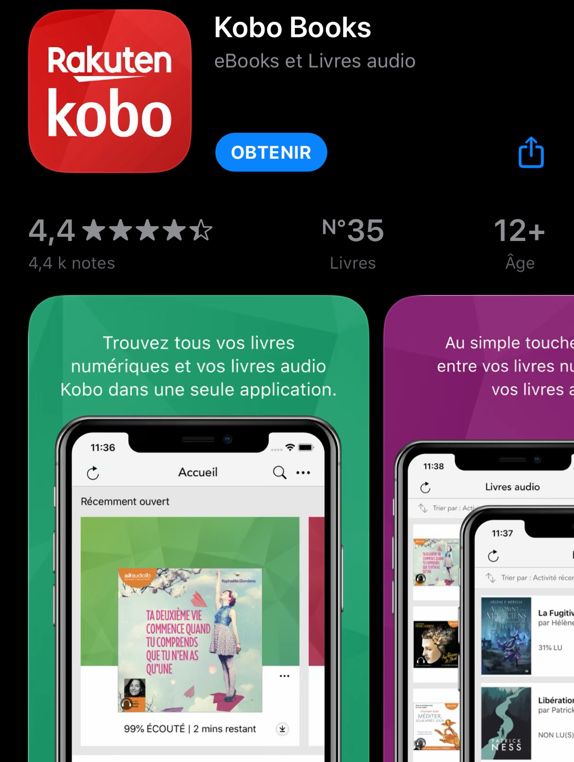 Rakuten
kobo
Kobo Books
eBooks et Livres audio
OBTENIR
4,4
4,4 k notes
N°35
Livres
12+
Âge
Trouvez tous vos livres
numériques et vos livres audio
Kobo dans une seule application.
11:36
Accueil
Récemment ouvert
audiolib
Raphaëlle Giordano
TA DEUXIÈME VIE
COMMENCE QUAND
TU COMPRENDS
QUE TU N'EN AS
QU'UNE
99% ÉCOUTÉ | 2 mins restant
Au simple touche
entre vos livres nu
vos livres a
11:38
Livres audio
Trier par : Acti
MÉDITER,
11:37
Trier par : Activité récen
La Fugitiv
par Hélène
31% LU
Libération
par Patrick
NON LU(S)
PATRICK
NESS